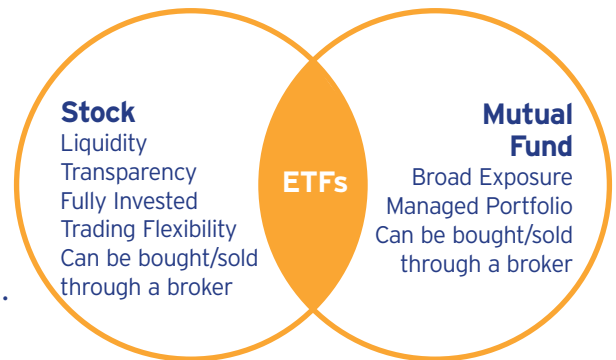 Stock
Liquidity
Transparency
Fully Invested
Trading Flexibility
Can be bought/sold
through a broker
.
ETFs
Mutual
Fund
Broad Exposure
Managed Portfolio
Can be bought/sold
through a broker